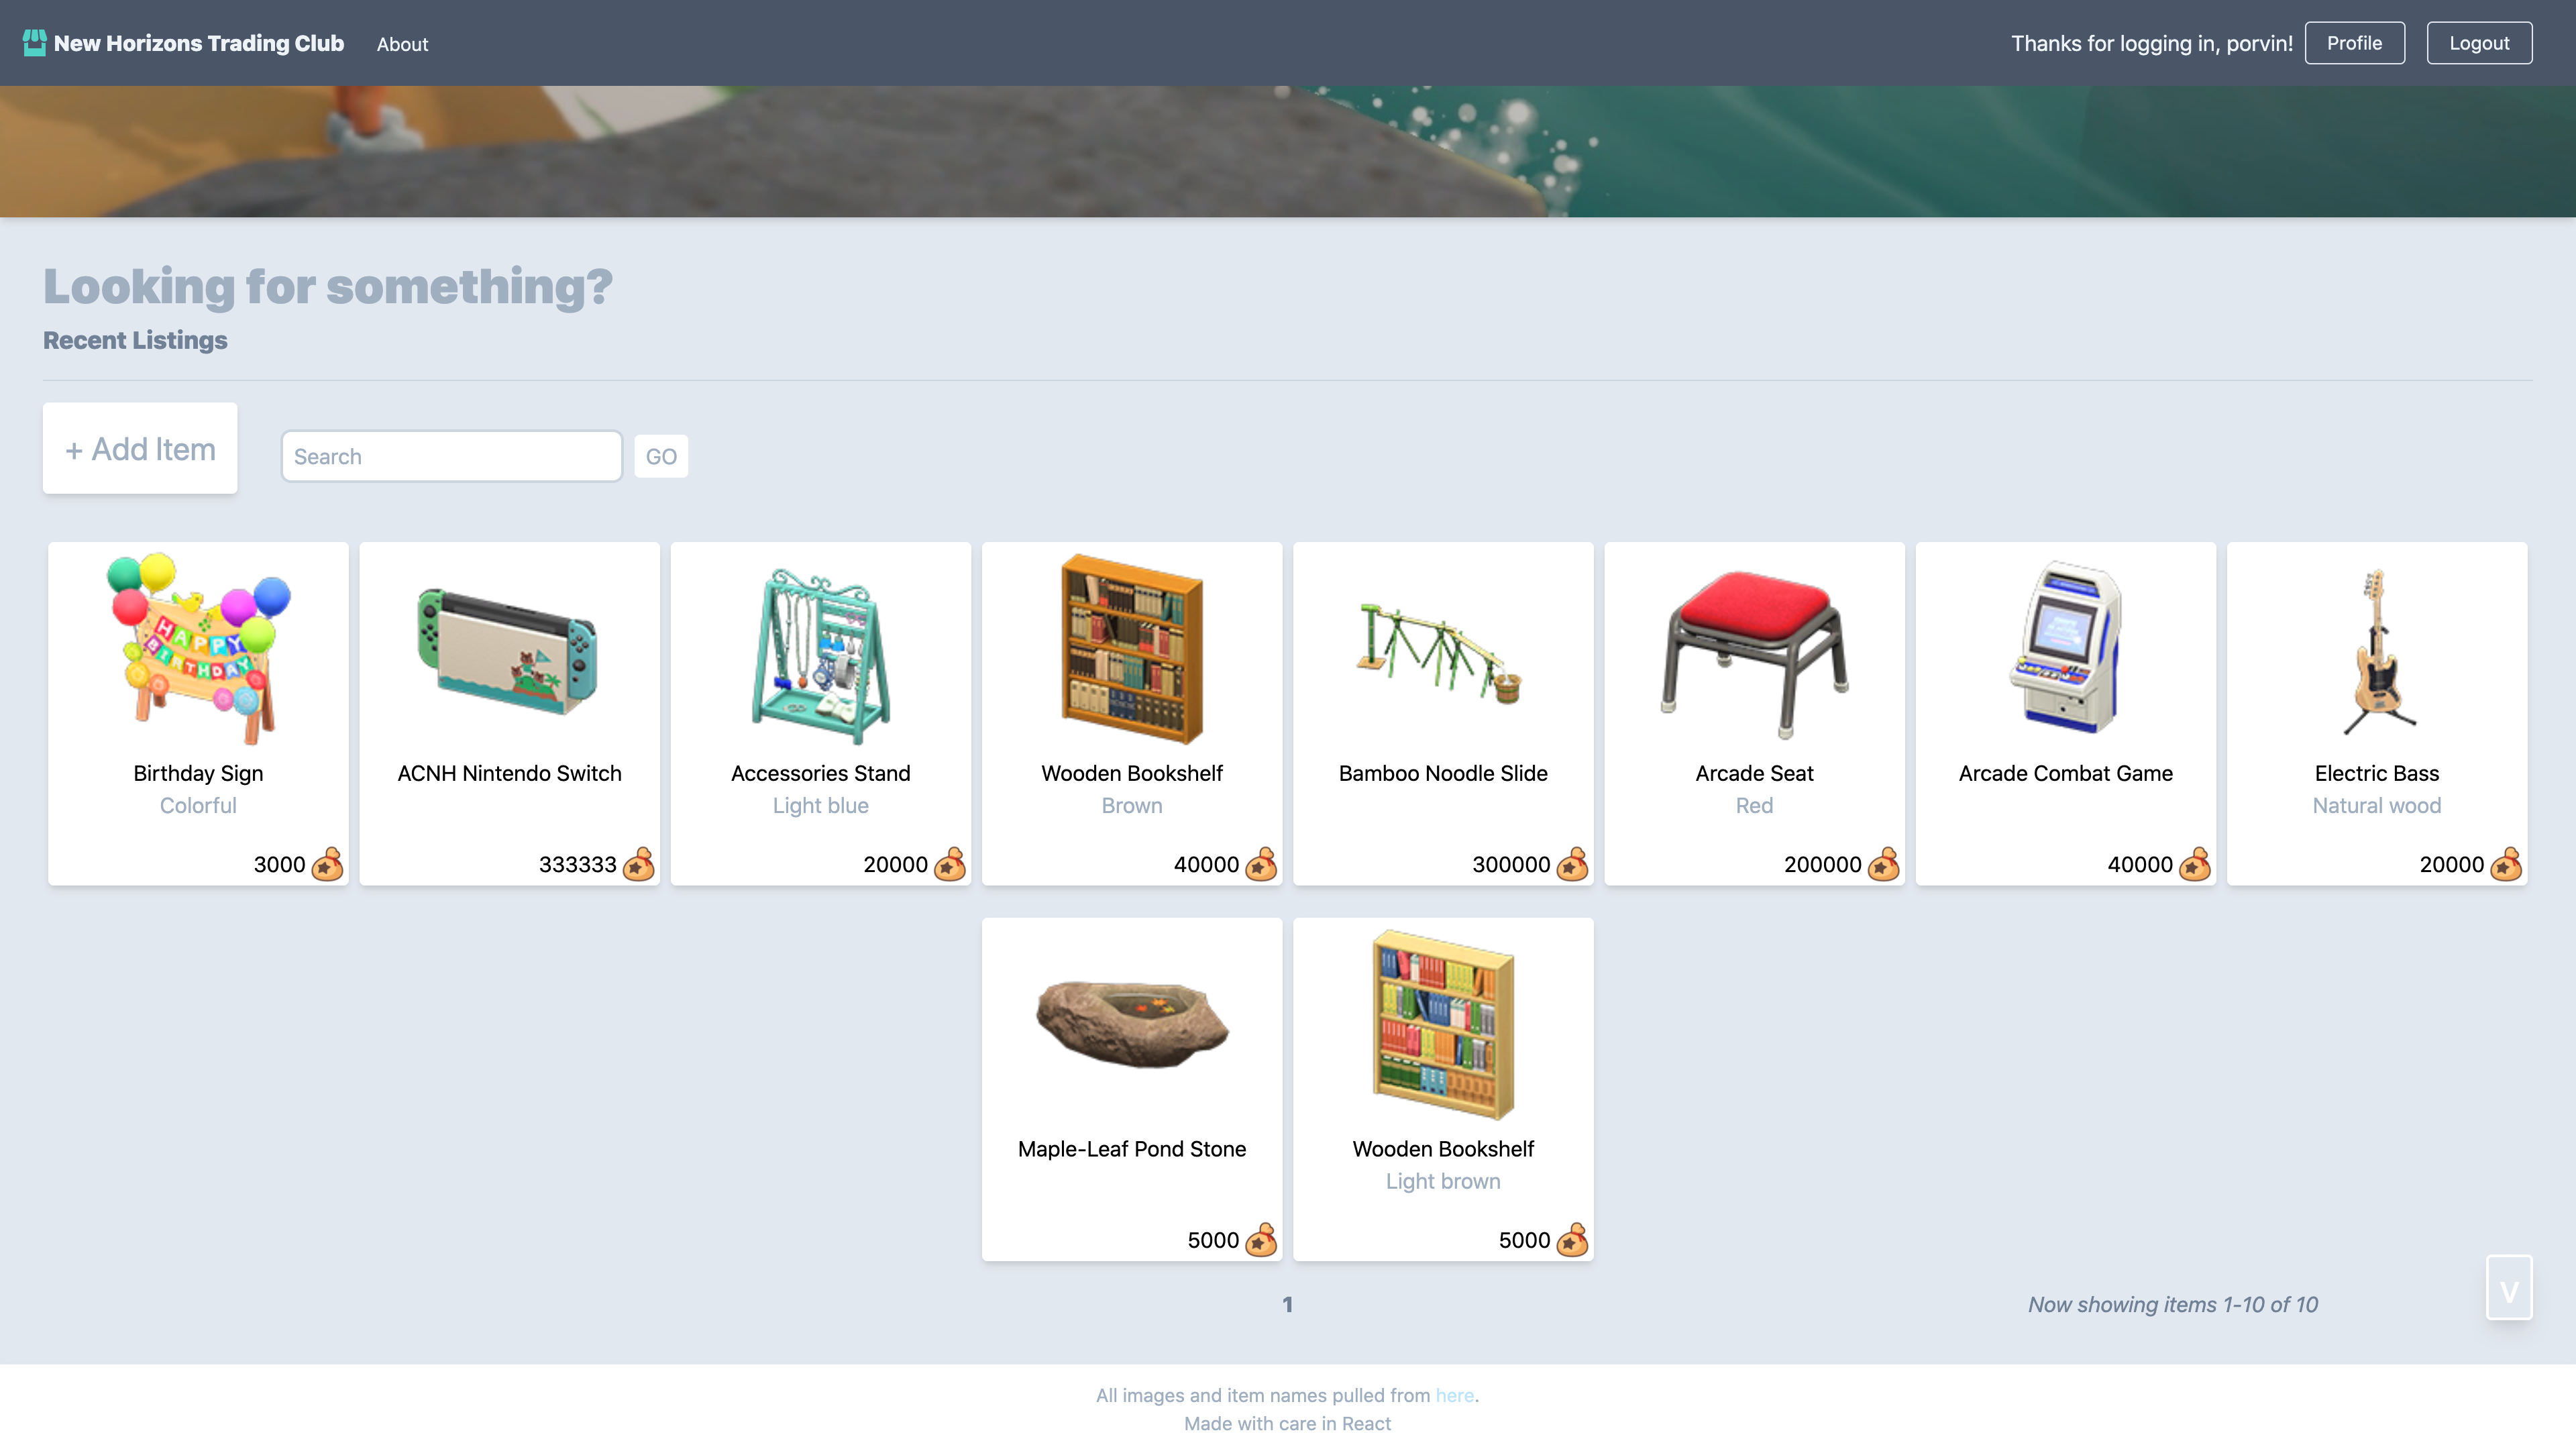 New Horizons Trading Club
About
Thanks for logging in, porvin!
Profile
Logout
Looking for something?
Recent Listings
+ Add Item
Search
GO
HAPPY
BIRTHDAY
Birthday Sign
Colorful
3000
ACNH Nintendo Switch
333333
Accessories Stand
Light blue
20000
Wooden Bookshelf
Brown
40000
Bamboo Noodle Slide
300000
Arcade Seat
Red
200000
Arcade Combat Game
40000
Electric Bass
Natural wood
20000
Maple-Leaf Pond Stone
5000
Wooden Bookshelf
Light brown
5000
1
Now showing items 1-10 of 10
V
All images and item names pulled from here.
Made with care in React